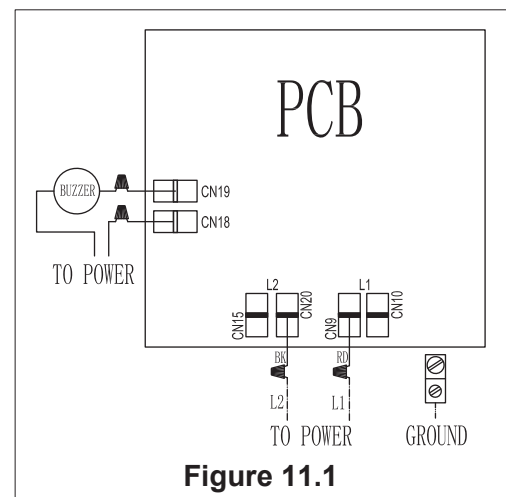 PCB
BUZZER
CN19
CN18
TO POWER
L2 L1
CN15 CN20 CN9 CN10
BK RD
L2 L1
TO POWER GROUND
Figure 11.1